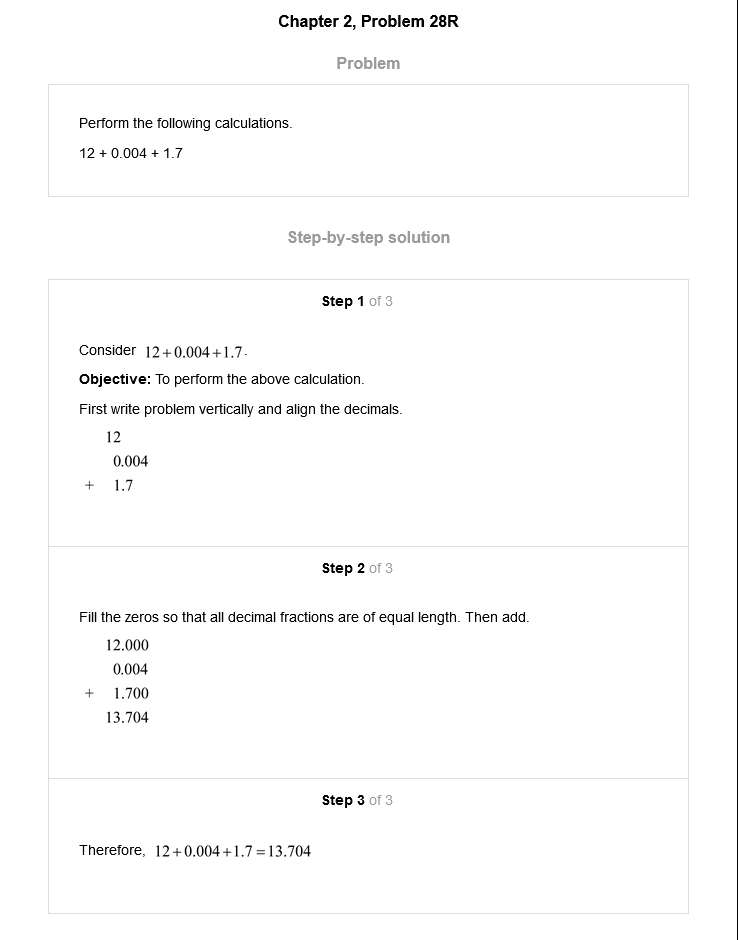 Chapter 2, Problem 28R
Problem
Perform the following calculations.
12 + 0.004 + 1.7
Step-by-step solution
Step 1 of 3
Consider 12+0.004+1.7.
Objective: To perform the above calculation.
First write problem vertically and align the decimals.
12
0.004
+ 1.7
Step 2 of 3
Fill the zeros so that all decimal fractions are of equal length. Then add.
12.000
0.004
+ 1.700
13.704
Step 3 of 3
Therefore, 12+0.004+1.7=13.704